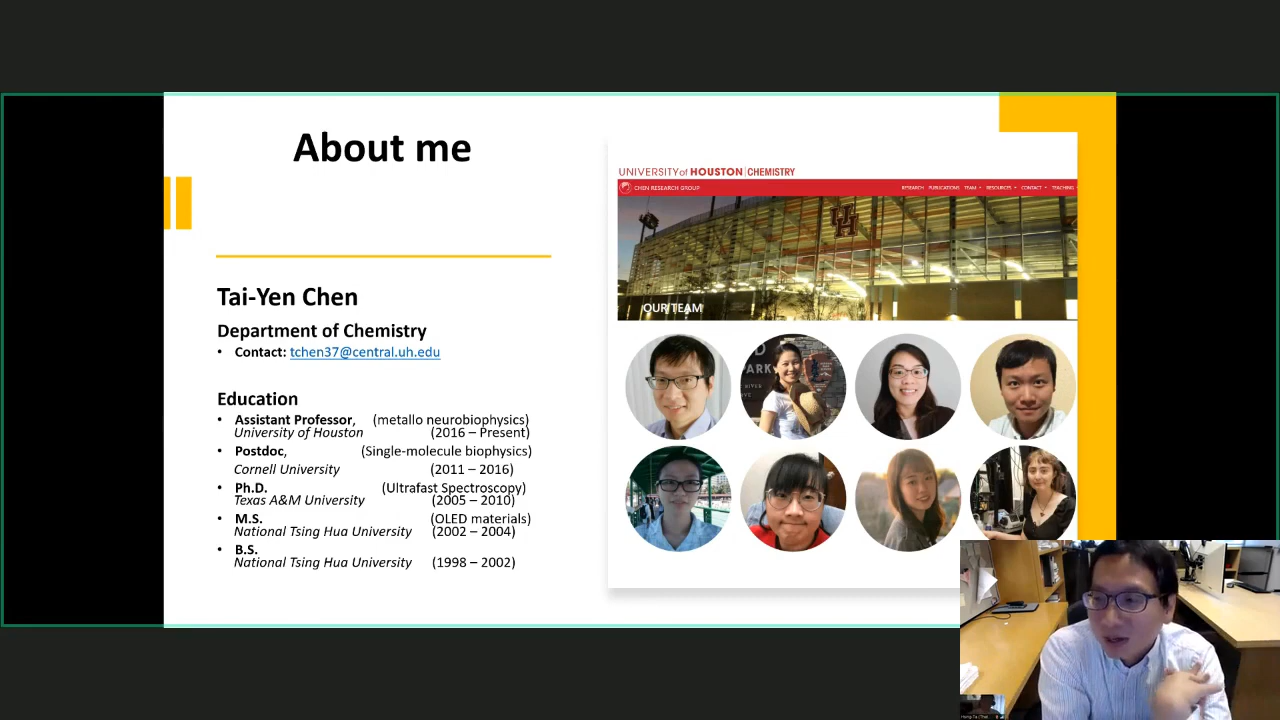 About me
Tai-Yen Chen
Department of Chemistry
• Contact: tchen37@central.uh.edu
Education
• Assistant Professor, (metallo neurobiophysics)
University of Houston (2016 – Present)
• Postdoc, (Single-molecule biophysics)
Cornell University (2011 – 2016)
• Ph.D. (Ultrafast Spectroscopy)
Texas A&M University (2005 – 2010)
• M.S. (OLED materials)
National Tsing Hua University (2002 – 2004)
• B.S.
National Tsing Hua University (1998 – 2002)
UNIVERSITY of HOUSTON | CHEMISTRY
CHEN RESEARCH GROUP RESEARCH PUBLICATIONS TEAM RESOURCES CONTACT TEACHING
UH
OUR TEAM
D
PARK
RIVER